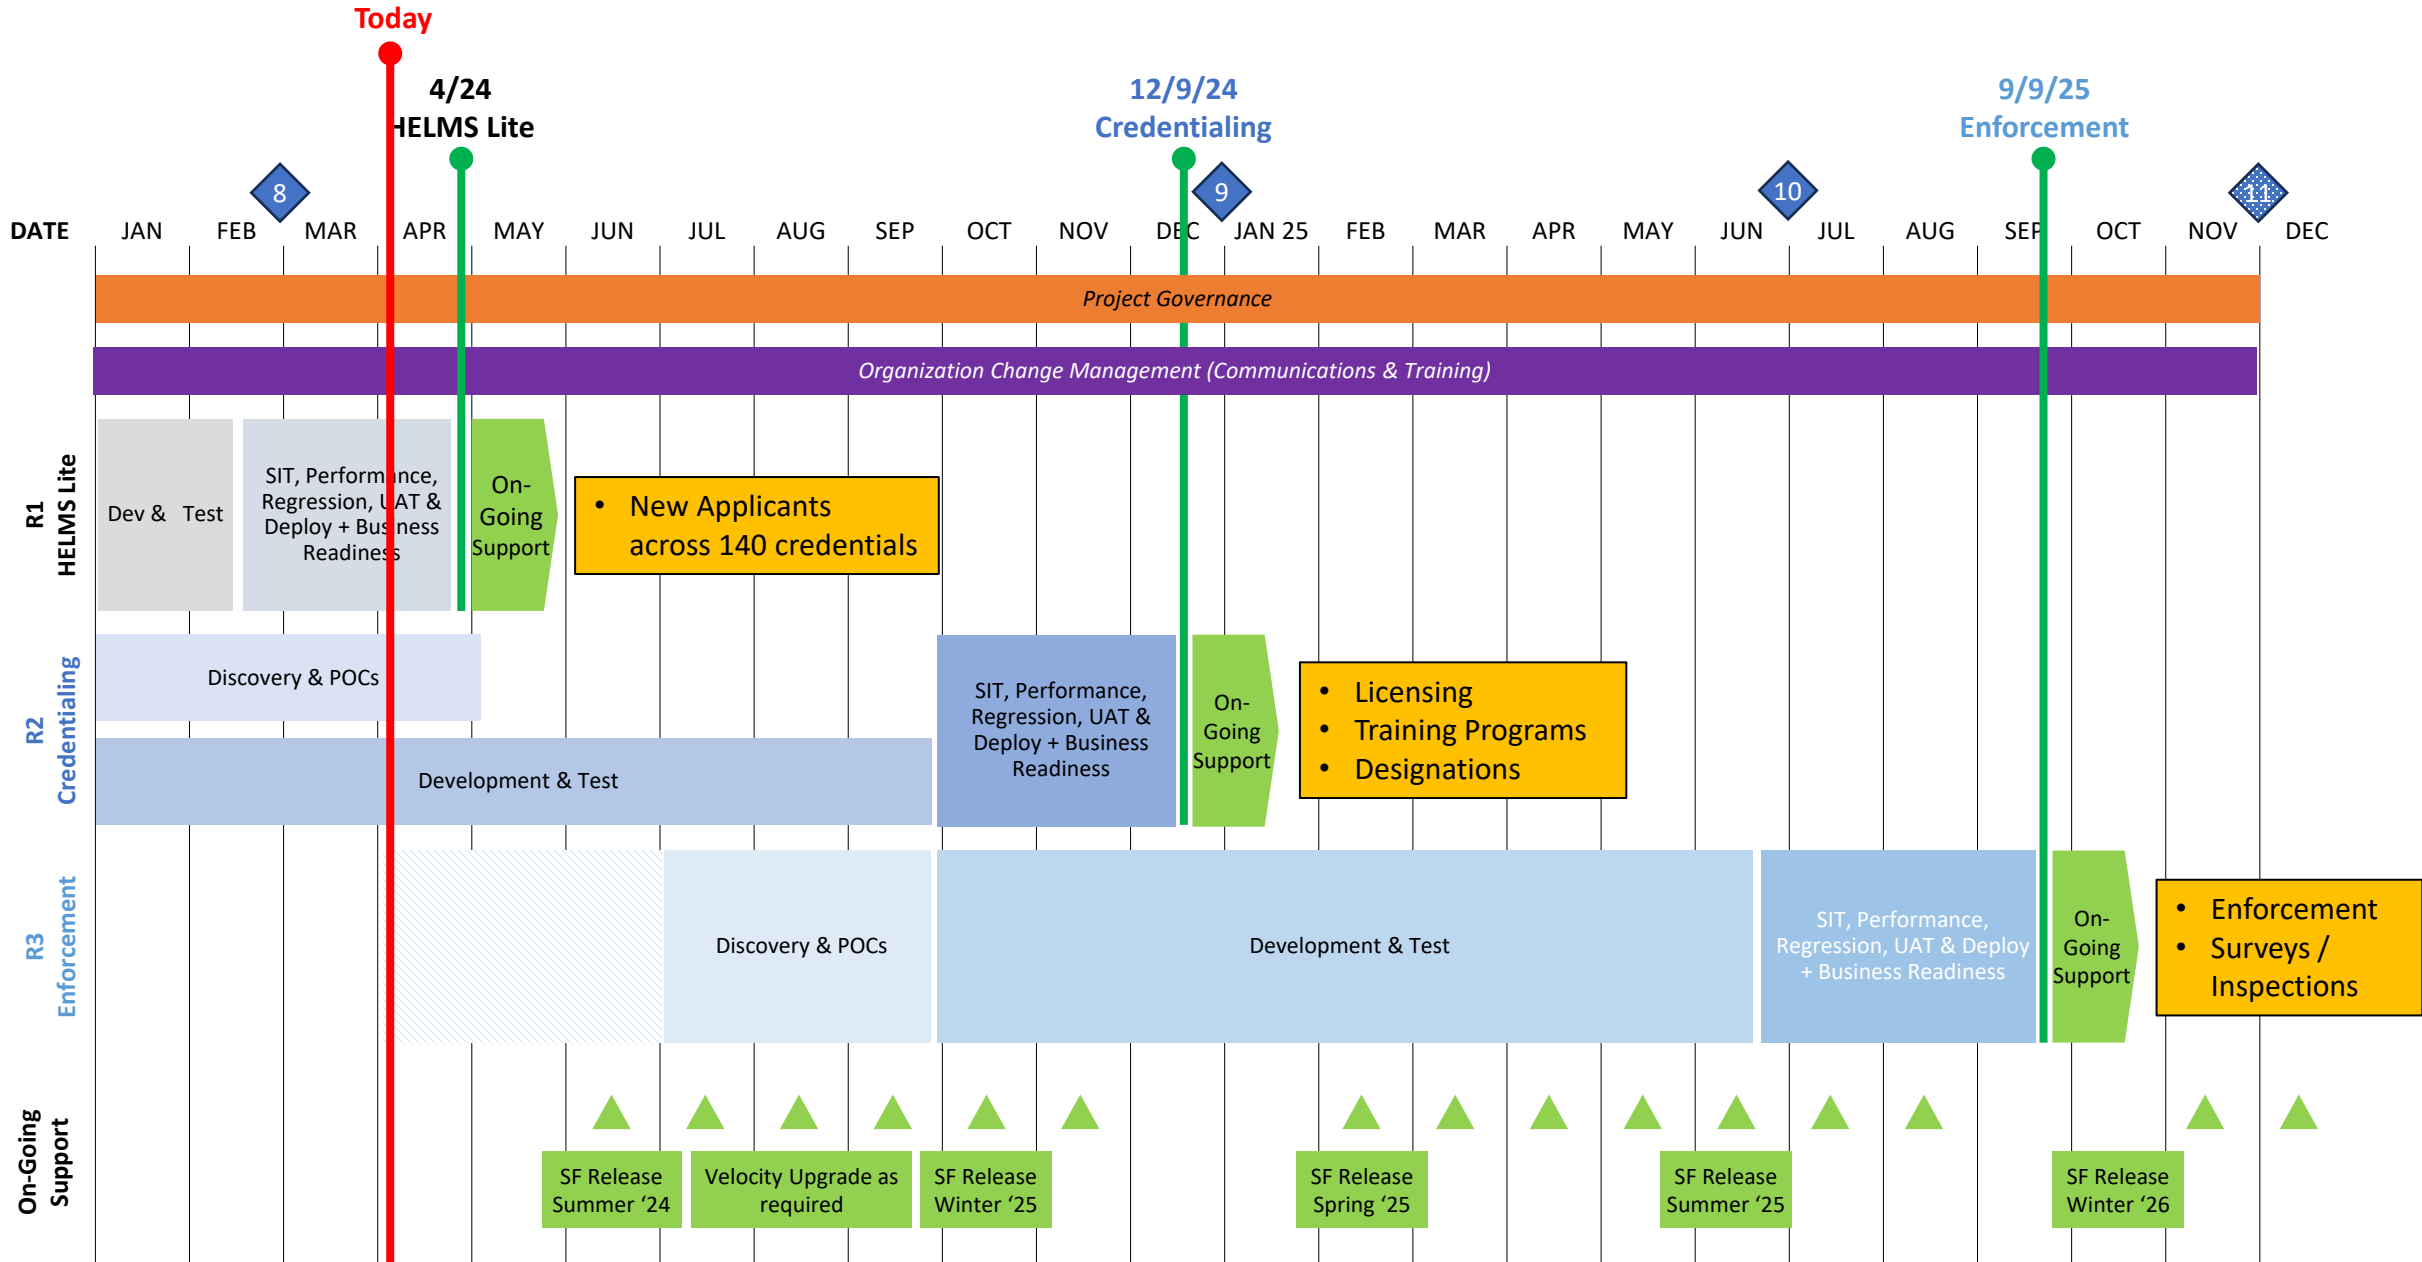 Today
4/24
HELMS Lite
12/9/24
Credentialing
9/9/25
Enforcement
8
9
10
11
DATE
JAN
FEB
MAR
APR
MAY
JUN
JUL
AUG
SEP
OCT
NOV
DEC
JAN 25
FEB
MAR
APR
MAY
JUN
JUL
AUG
SEP
OCT
NOV
DEC
Project Governance
Organization Change Management (Communications & Training)
R1
HELMS Lite
Dev & Test
SIT, Performance,
Regression, UAT &
Deploy + Business
Readiness
On-
Going
Support
• New Applicants
across 140 credentials
R2
Credentialing
Discovery & POCs
Development & Test
SIT, Performance,
Regression, UAT &
Deploy + Business
Readiness
On-
Going
Support
• Licensing
• Training Programs
• Designations
R3
Enforcement
Discovery & POCs
Development & Test
SIT, Performance,
Regression, UAT & Deploy
+ Business Readiness
On-
Going
Support
• Enforcement
• Surveys /
Inspections
On-Going
Support
SF Release
Summer ‘24
Velocity Upgrade as
required
SF Release
Winter ‘25
SF Release
Spring ‘25
SF Release
Summer ‘25
SF Release
Winter ‘26